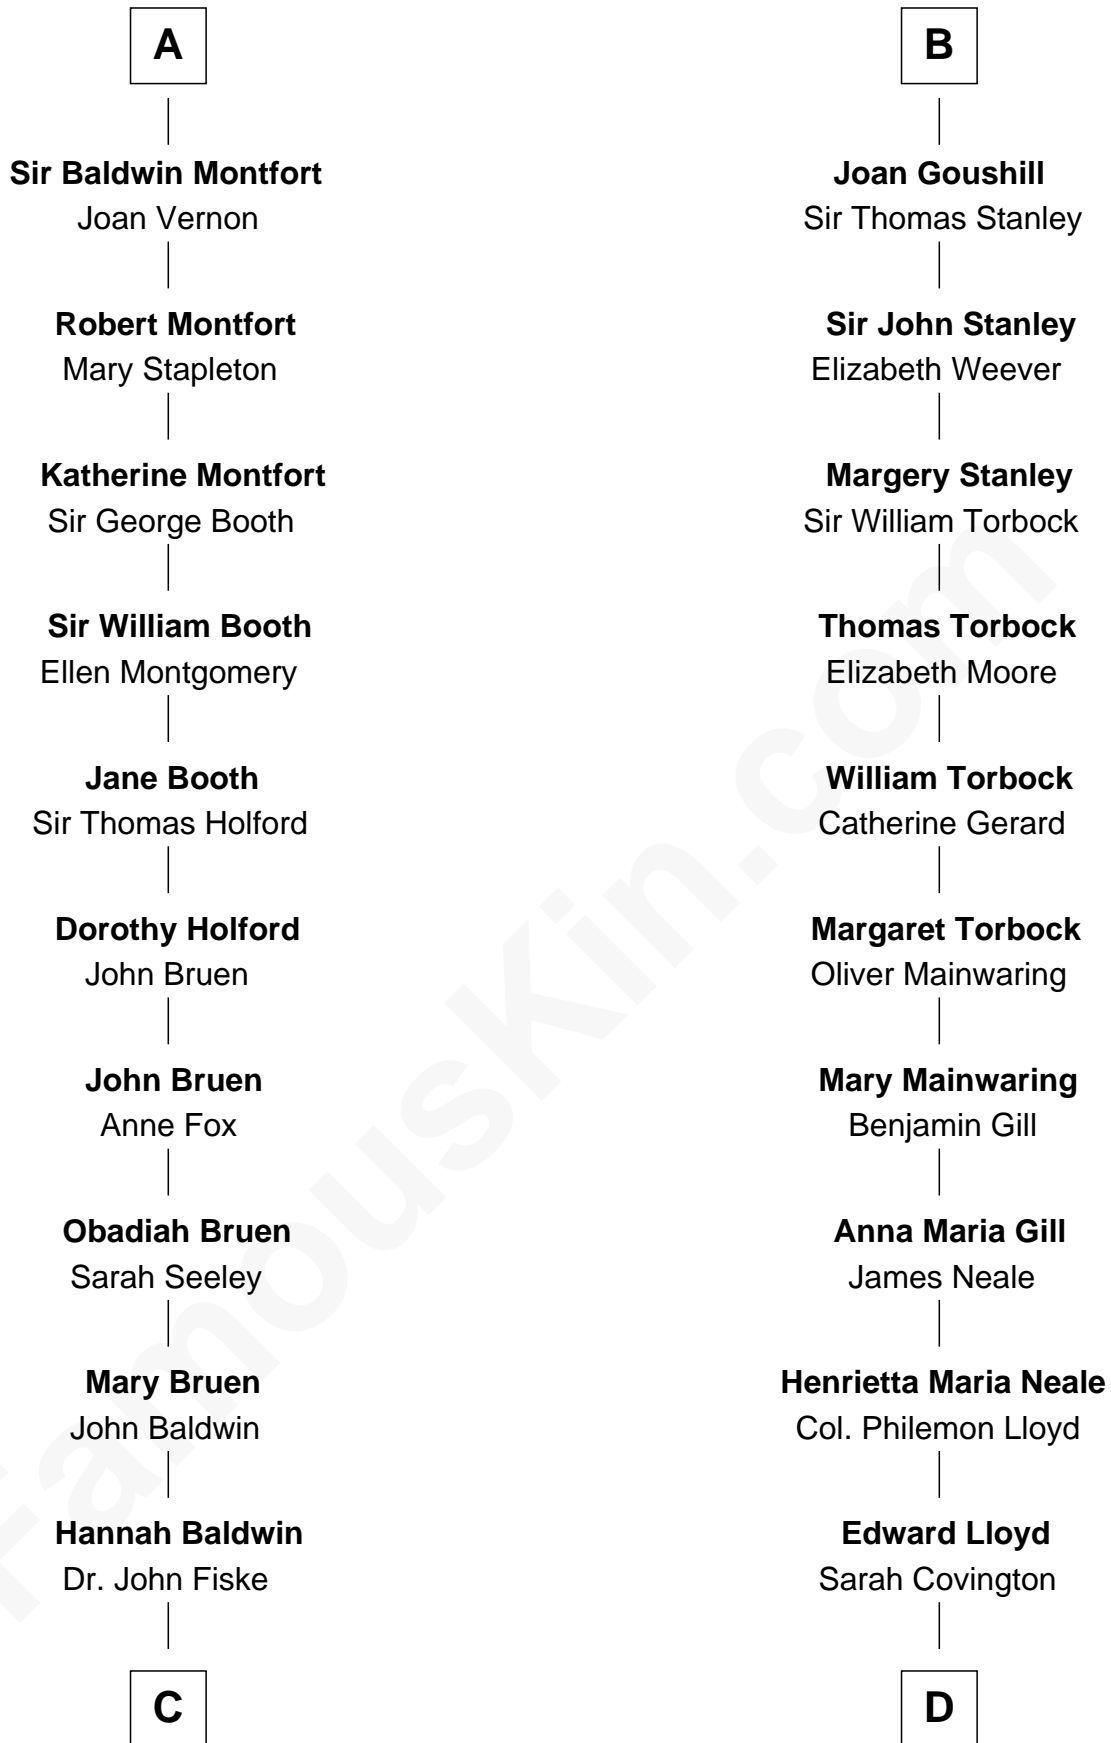 A
Sir Baldwin Montfort
Joan Vernon
Robert Montfort
Mary Stapleton
Katherine Montfort
Sir George Booth
Sir William Booth
Ellen Montgomery
Jane Booth
Sir Thomas Holford
Dorothy Holford
John Bruen
John Bruen
Anne Fox
Obadiah Bruen
Sarah Seeley
Mary Bruen
John Baldwin
Hannah Baldwin
Dr. John Fiske
C
B
Joan Goushill
Sir Thomas Stanley
Sir John Stanley
Elizabeth Weever
Margery Stanley
Sir William Torbock
Thomas Torbock
Elizabeth Moore
William Torbock
Catherine Gerard
Margaret Torbock
Oliver Mainwaring
Mary Mainwaring
Benjamin Gill
Anna Maria Gill
James Neale
Henrietta Maria Neale
Col. Philemon Lloyd
Edward Lloyd
Sarah Covington
D
FamousKin.com